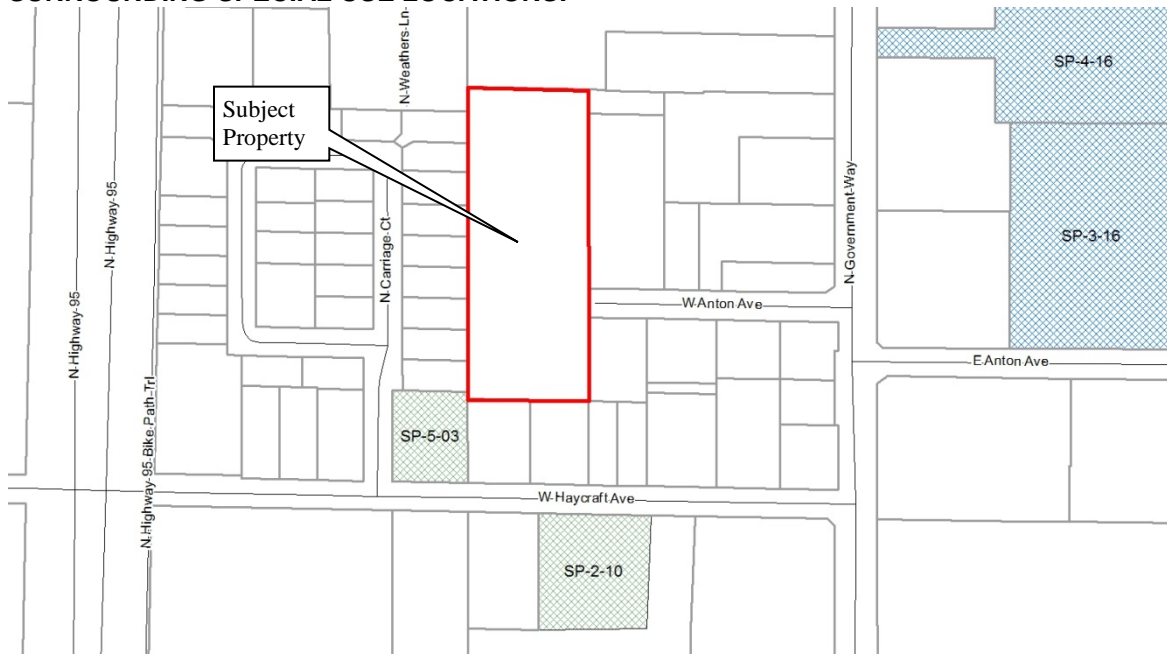 SURROUNDING SPECIAL USE LOCATIONS:
N Weathers Ln
SP-4-16
Subject
Property
N Highway 95
N Government Way
SP-3-16
N Carriage Ct
W Anton Ave
N Highway 95
E Anton Ave
N Highway 95 Bike Path Trl
SP-5-03
W Haycraft Ave
SP-2-10